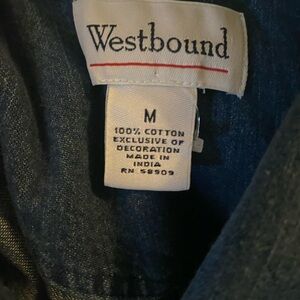 Westbound
M
100% COTTON
EXCLUSIVE OF
DECORATION
MADE IN
INDIA
RN 58909